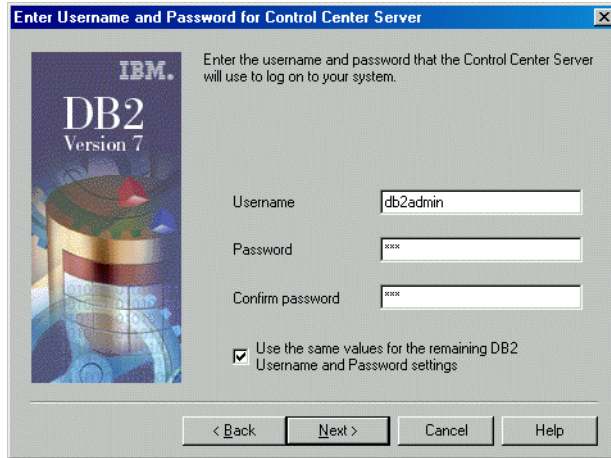 Enter Username and Password for Control Center Server
IBM.
DB2
Version 7
Enter the username and password that the Control Center Server
will use to log on to your system.
Username
db2admin
Password
***
Confirm password
***
Use the same values for the remaining DB2
Username and Password settings
< Back
Next >
Cancel
Help